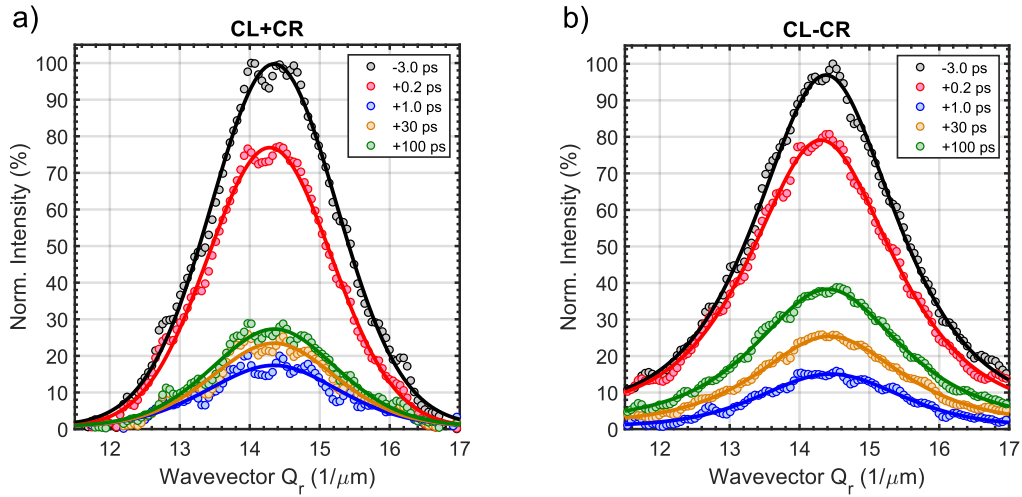 a)
CL+CR
100
90
80
70
60
50
40
30
20
10
0
Norm. Intensity (%)
-3.0 ps
+0.2 ps
+1.0 ps
+30 ps
+100 ps
12 13 14 15 16 17
Wavevector Q_r (1/μm)
b)
CL-CR
100
90
80
70
60
50
40
30
20
10
0
Norm. Intensity (%)
-3.0 ps
+0.2 ps
+1.0 ps
+30 ps
+100 ps
12 13 14 15 16 17
Wavevector Q_r (1/μm)